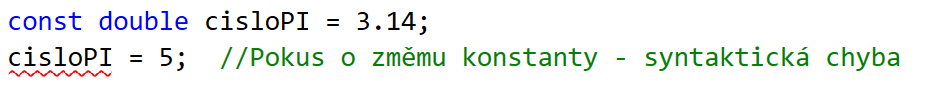 const double cisloPI = 3.14;
cisloPI = 5;  //Pokus o změmu konstanty - syntaktická chyba